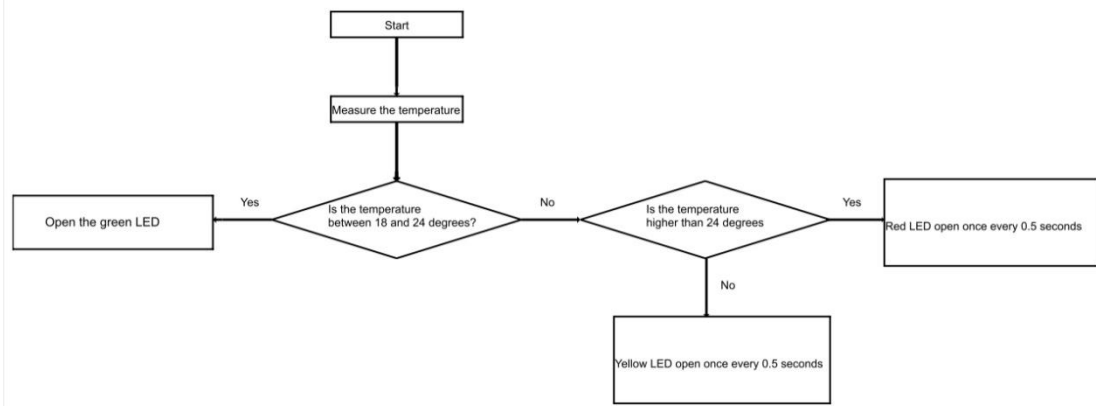 Start
Measure the temperature
Yes
Open the green LED
Is the temperature
between 18 and 24 degrees?
No
Is the temperature
higher than 24 degrees
Yes
Red LED open once every 0.5 seconds
No
Yellow LED open once every 0.5 seconds